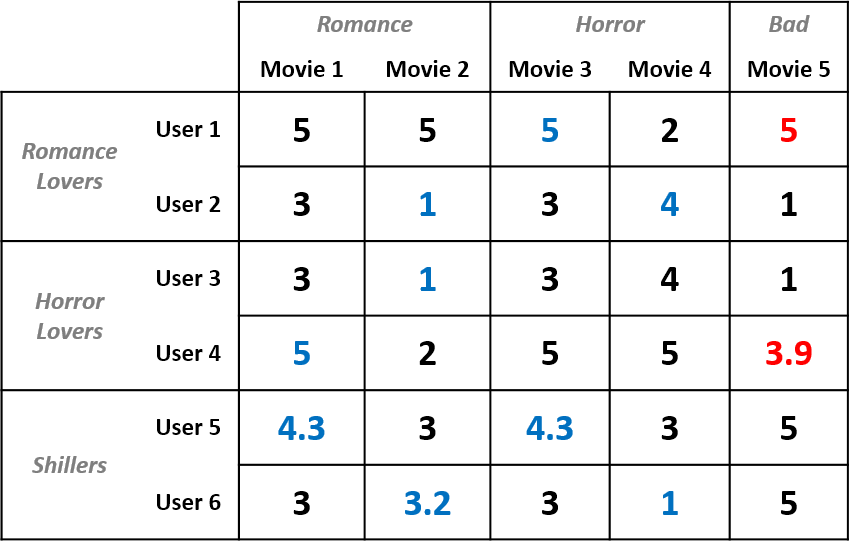 Romance Horror Bad
Movie 1 Movie 2 Movie 3 Movie 4 Movie 5
Romance
Lovers
User 1 5 5 5 2 5
User 2 3 1 3 4 1
Horror
Lovers
User 3 3 1 3 4 1
User 4 5 2 5 5 3.9
Shillers
User 5 4.3 3 4.3 3 5
User 6 3 3.2 3 1 5